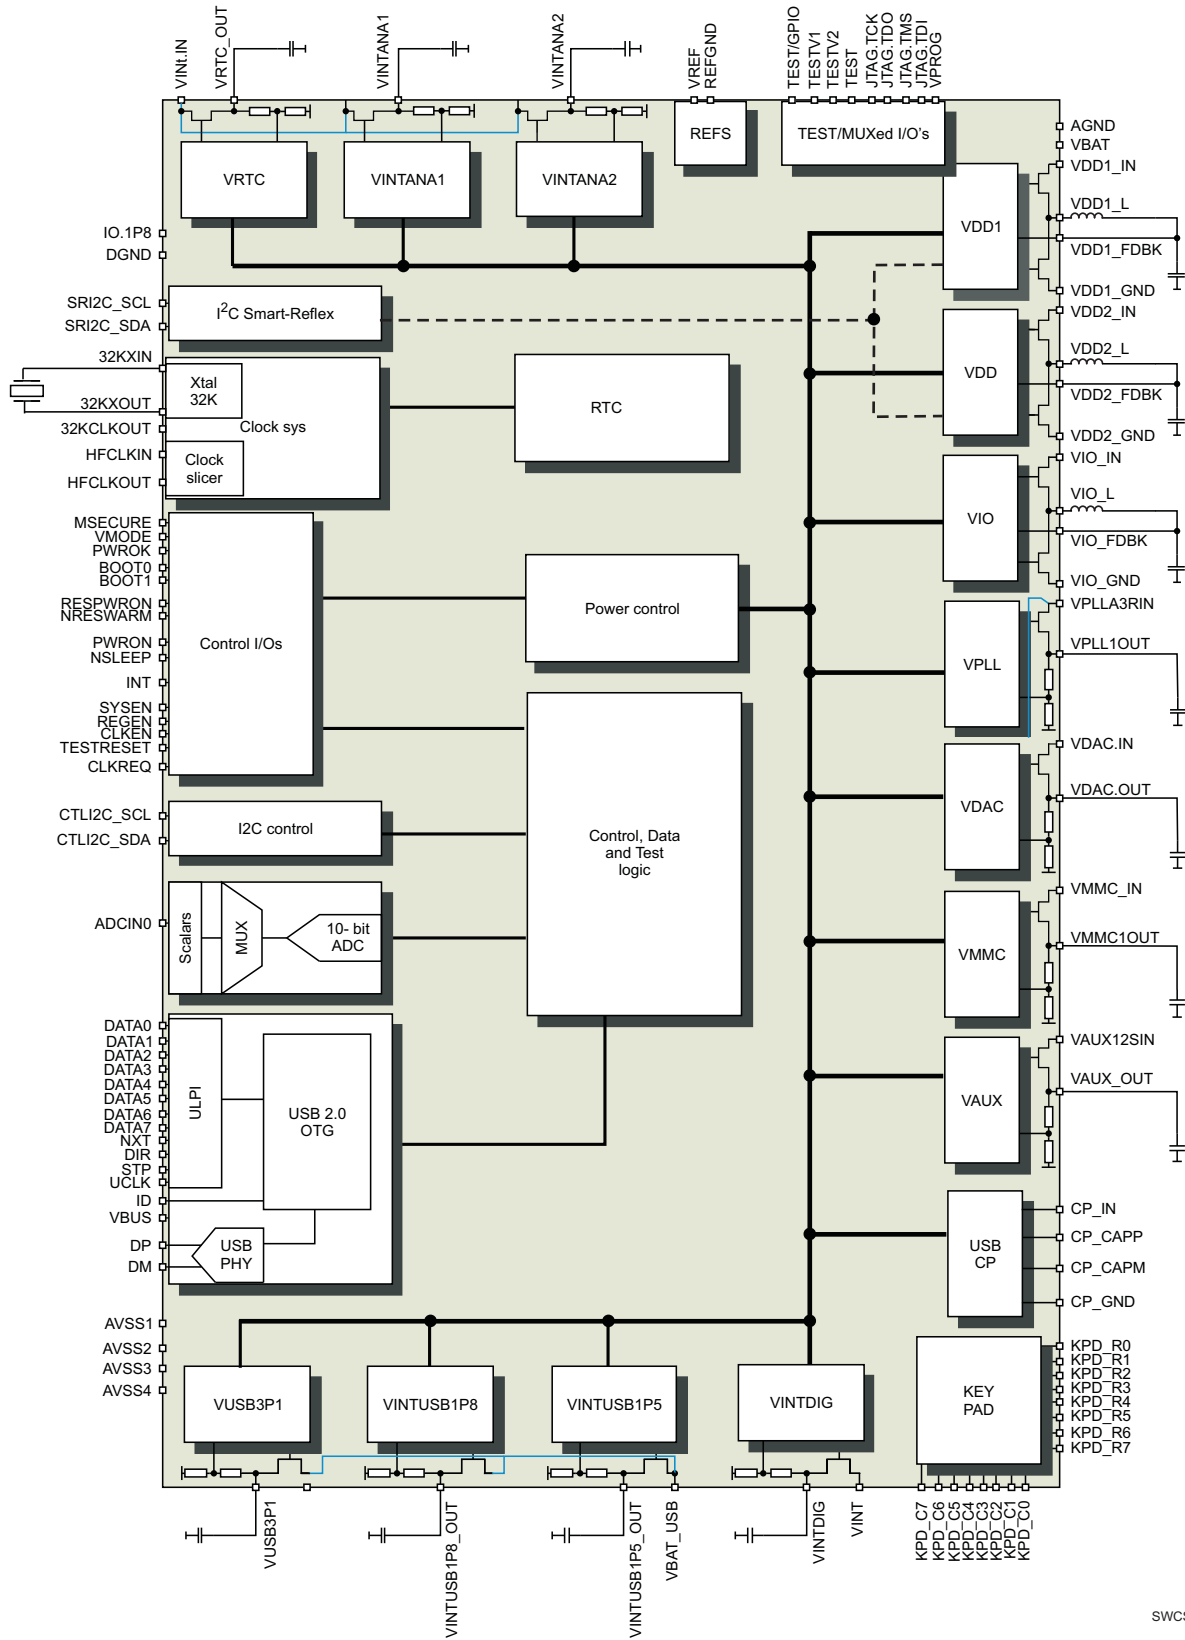 VINt.IN
VRTC_OUT
VINTANA1
VINTANA2
VREF
REFGND
TEST/GPIO
TESTV1
TESTV2
TEST
JTAG.TCK
JTAG.TDO
JTAG.TMS
JTAG.TDI
VPROG
REFS
TEST/MUXed I/O's
AGND
VBAT
VRTC
VINTANA1
VINTANA2
VDD1
VDD1_IN
VDD1_L
VDD1_FDBK
VDD1_GND
IO.1P8
DGND
SRI2C_SCL
SRI2C_SDA
I2C Smart-Reflex
VDD
VDD2_IN
VDD2_L
VDD2_FDBK
VDD2_GND
32KXIN
32KXOUT
32KCLKOUT
HFCLKIN
HFCLKOUT
Xtal
32K
Clock sys
Clock
slicer
RTC
VIO
VIO_IN
VIO_L
VIO_FDBK
VIO_GND
MSECURE
VMODE
PWROK
BOOT0
BOOT1
RESPWRON
NRESWARM
PWRON
NSLEEP
INT
SYSEN
REGEN
CLKEN
TESTRESET
CLKREQ
Control I/Os
Power control
VPLL
VPLLA3RIN
VPLL1OUT
VDAC
VDAC.IN
VDAC.OUT
CTLI2C_SCL
CTLI2C_SDA
I2C control
Control, Data
and Test
logic
ADCIN0
Scalars
MUX
10- bit
ADC
VMMC
VMMC_IN
VMMC1OUT
DATA0
DATA1
DATA2
DATA3
DATA4
DATA5
DATA6
DATA7
NXT
DIR
STP
UCLK
ID
VBUS
DP
DM
ULPI
USB 2.0
OTG
USB
PHY
VAUX
VAUX12SIN
VAUX_OUT
USB
CP
CP_IN
CP_CAPP
CP_CAPM
CP_GND
AVSS1
AVSS2
AVSS3
AVSS4
VUSB3P1
VINTUSB1P8
VINTUSB1P5
VINTDIG
KEY
PAD
KPD_R0
KPD_R1
KPD_R2
KPD_R3
KPD_R4
KPD_R5
KPD_R6
KPD_R7
VUSB3P1
VINTUSB1P8_OUT
VINTUSB1P5_OUT
VBAT_USB
VINTDIG
VINT
KPD_C7
KPD_C6
KPD_C5
KPD_C4
KPD_C3
KPD_C2
KPD_C1
KPD_C0
SWCS